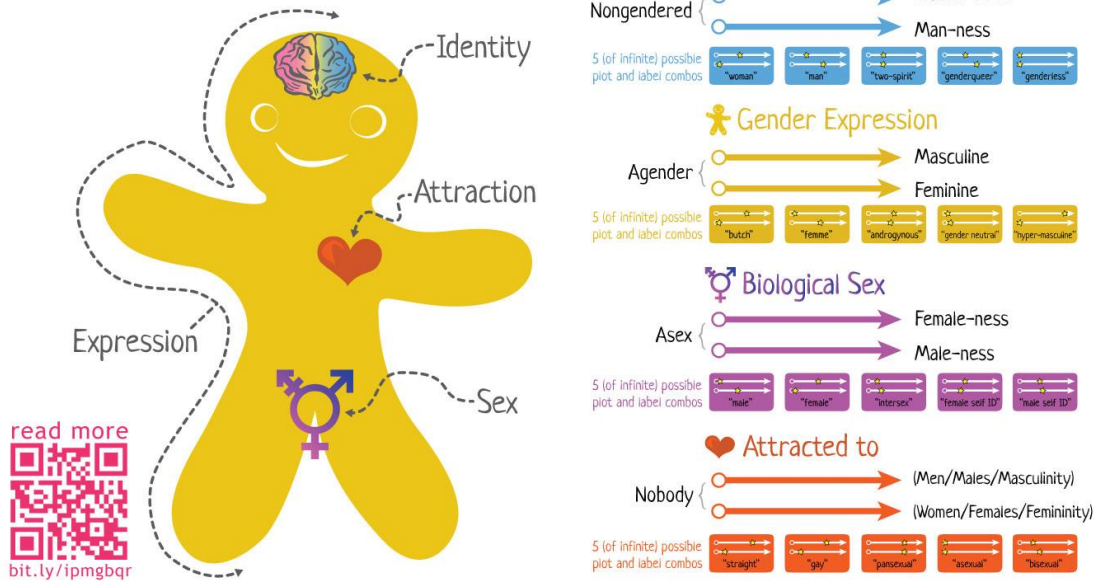 Identity
Attraction
Expression
Sex
read more
bit.ly/ipmgbqr
Nongendered
Man-ness
5 (of infinite) possible
plot and label combos
"woman"
"man"
"two-spirit"
"genderqueer"
"genderless"
Gender Expression
Agender
Masculine
Feminine
5 (of infinite) possible
plot and label combos
"butch"
"femme"
"androgynous"
"gender neutral"
"hyper-masculine"
Biological Sex
Asex
Female-ness
Male-ness
5 (of infinite) possible
plot and label combos
"male"
"female"
"intersex"
"female self ID"
"male self ID"
Attracted to
Nobody
(Men/Males/Masculinity)
(Women/Females/Femininity)
5 (of infinite) possible
plot and label combos
"straight"
"gay"
"pansexual"
"asexual"
"bisexual"